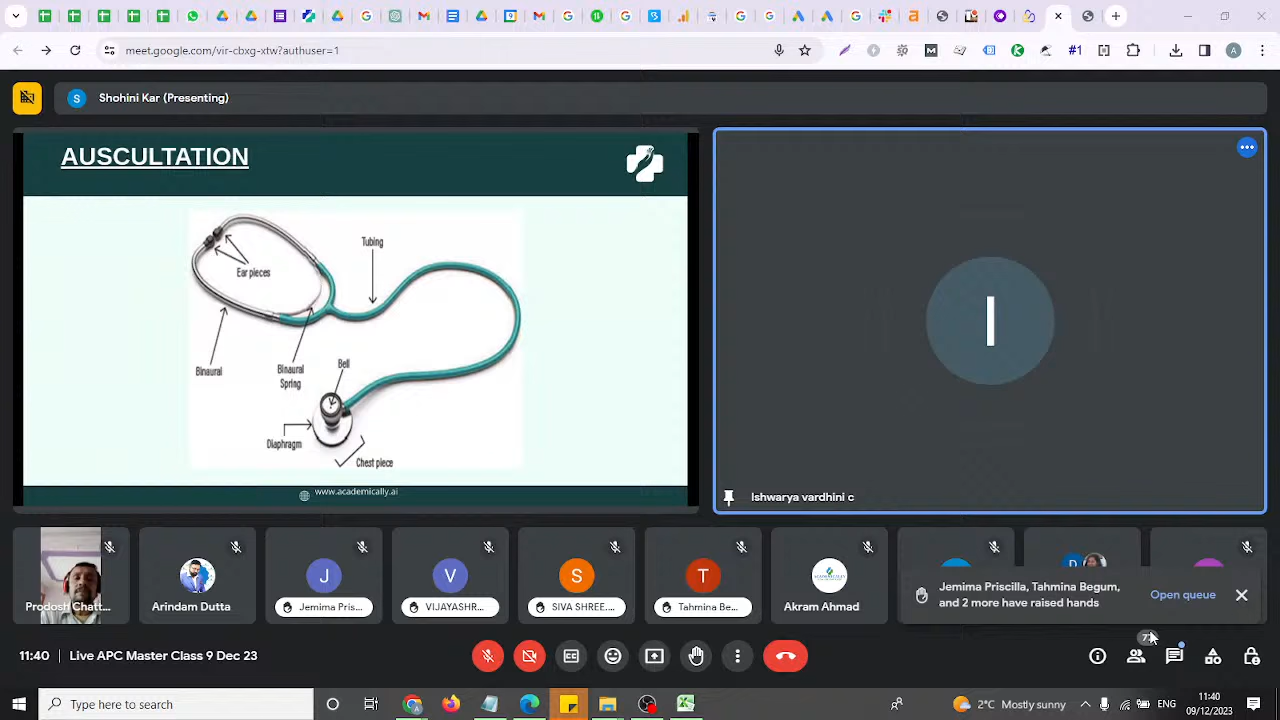 meet.google.com/vir-cbxg-xtw?authuser=1
#1
A
S Shohini Kar (Presenting)
AUSCULTATION
Tubing
Ear pieces
Binaural
Binaural
Spring
Bell
Diaphragm
Chest piece
www.academically.ai
I
Ishwarya vardhini c
Prodosh Chatt...
Arindam Dutta
J
Jemima Pris...
V
VIJAYASHR...
S
SIVA SHREE....
T
Tahmina Be...
Akram Ahmad
D
Jemima Priscilla, Tahmina Begum,
and 2 more have raised hands
Open queue
11:40 | Live APC Master Class 9 Dec 23
Type here to search
2°C Mostly sunny
ENG
11:40
09/12/2023